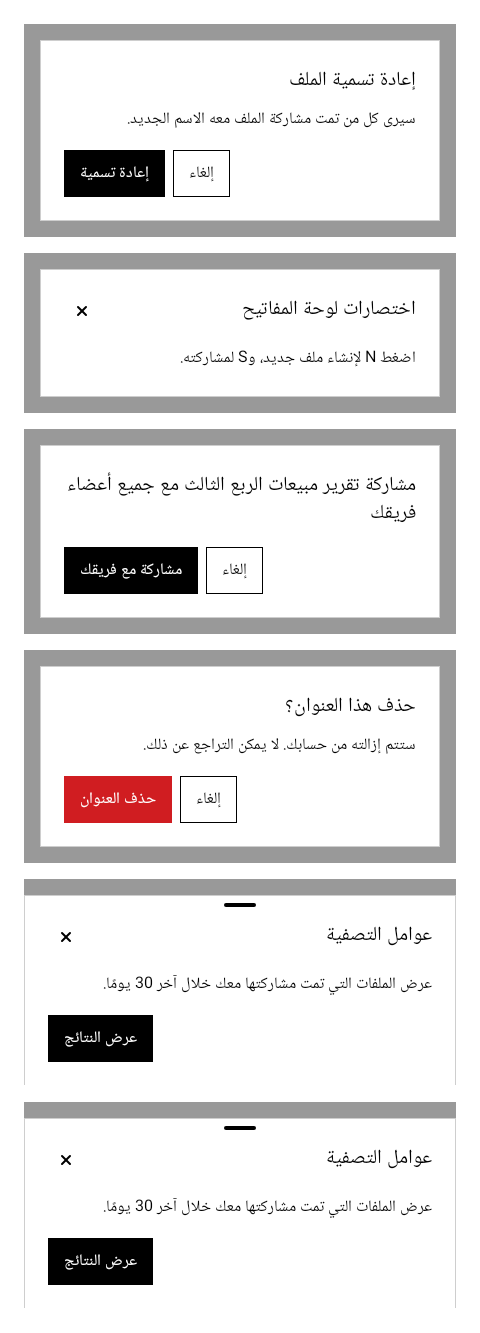 إعادة تسمية الملف
سيرى كل من تمت مشاركة الملف معه الاسم الجديد.
إلغاء
إعادة تسمية
اختصارات لوحة المفاتيح
اضغط N لإنشاء ملف جديد، وS لمشاركته.
مشاركة تقرير مبيعات الربع الثالث مع جميع أعضاء
فريقك
إلغاء
مشاركة مع فريقك
حذف هذا العنوان؟
ستتم إزالته من حسابك. لا يمكن التراجع عن ذلك.
إلغاء
حذف العنوان
عوامل التصفية
عرض الملفات التي تمت مشاركتها معك خلال آخر 30 يومًا.
عرض النتائج
عوامل التصفية
عرض الملفات التي تمت مشاركتها معك خلال آخر 30 يومًا.
عرض النتائج